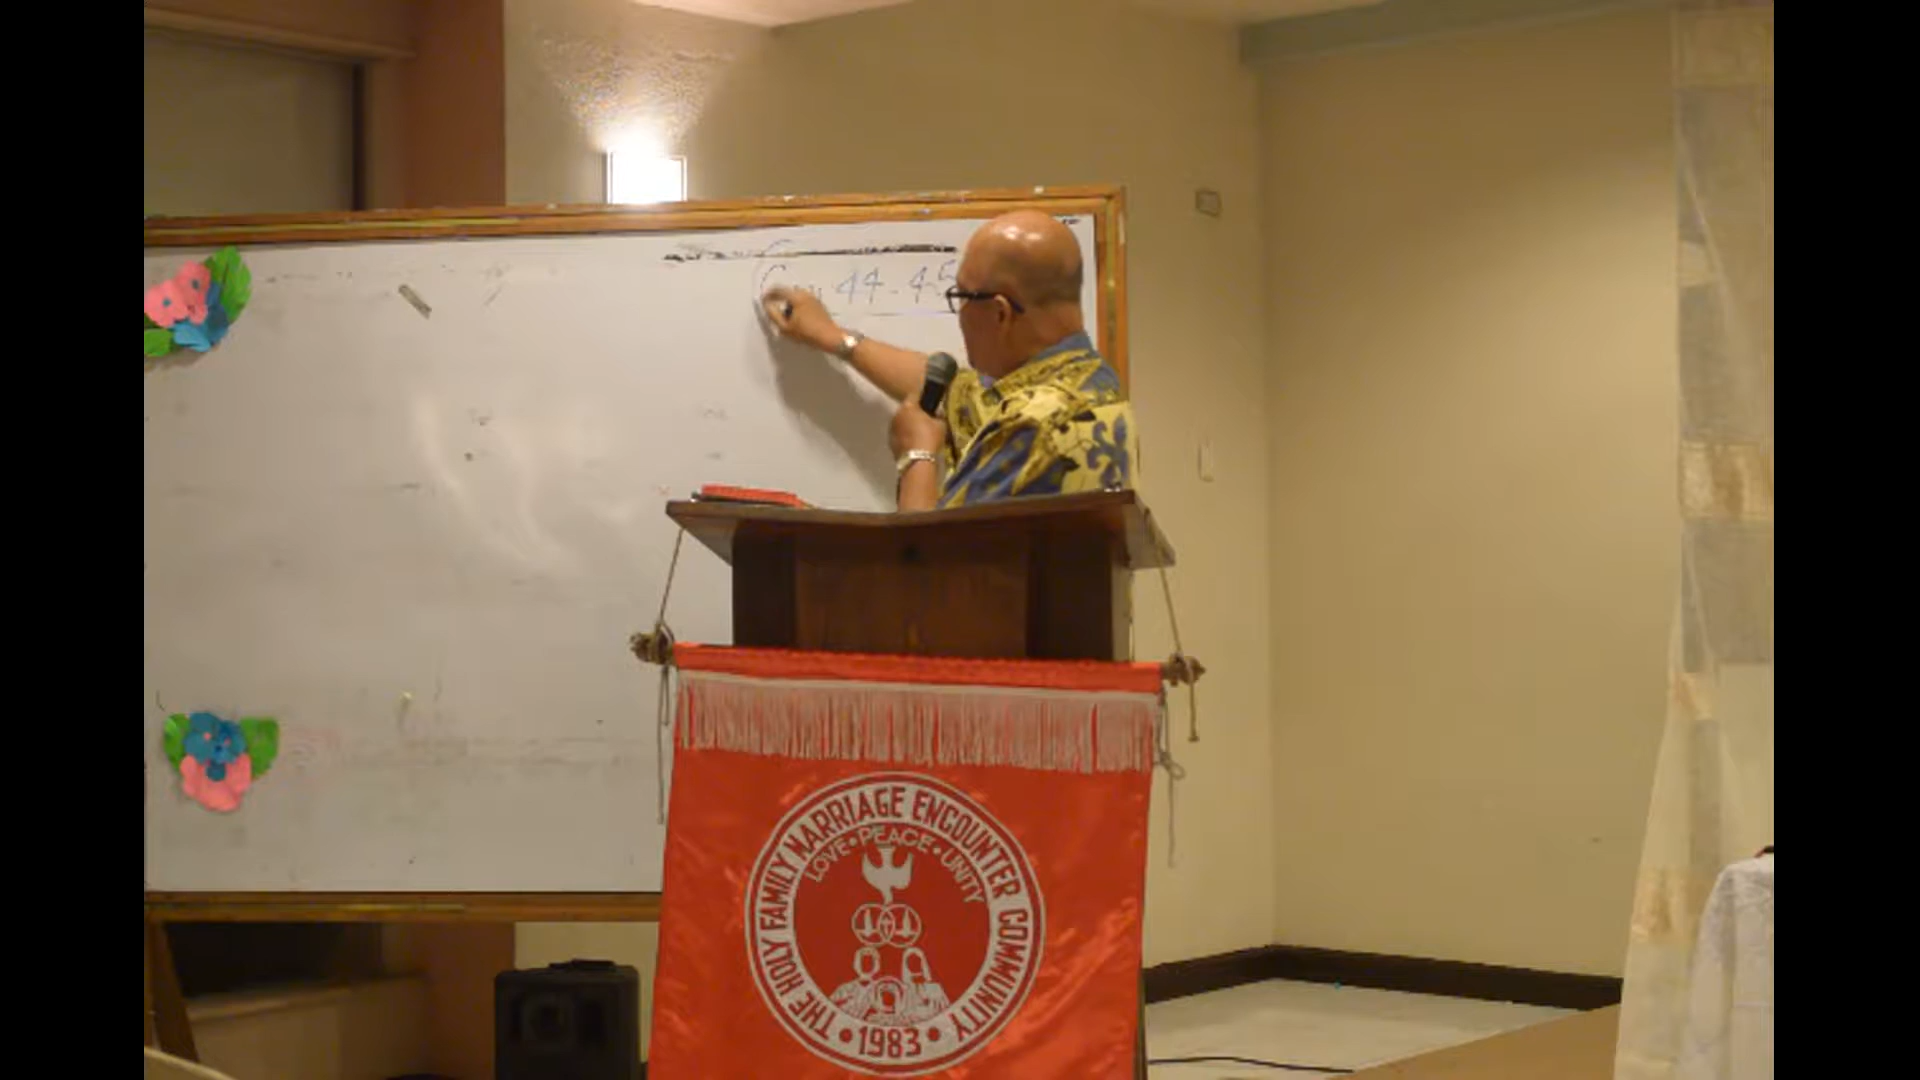 44-45
THE HOLY FAMILY MARRIAGE ENCOUNTER COMMUNITY
LOVE • PEACE • UNITY
• 1983 •